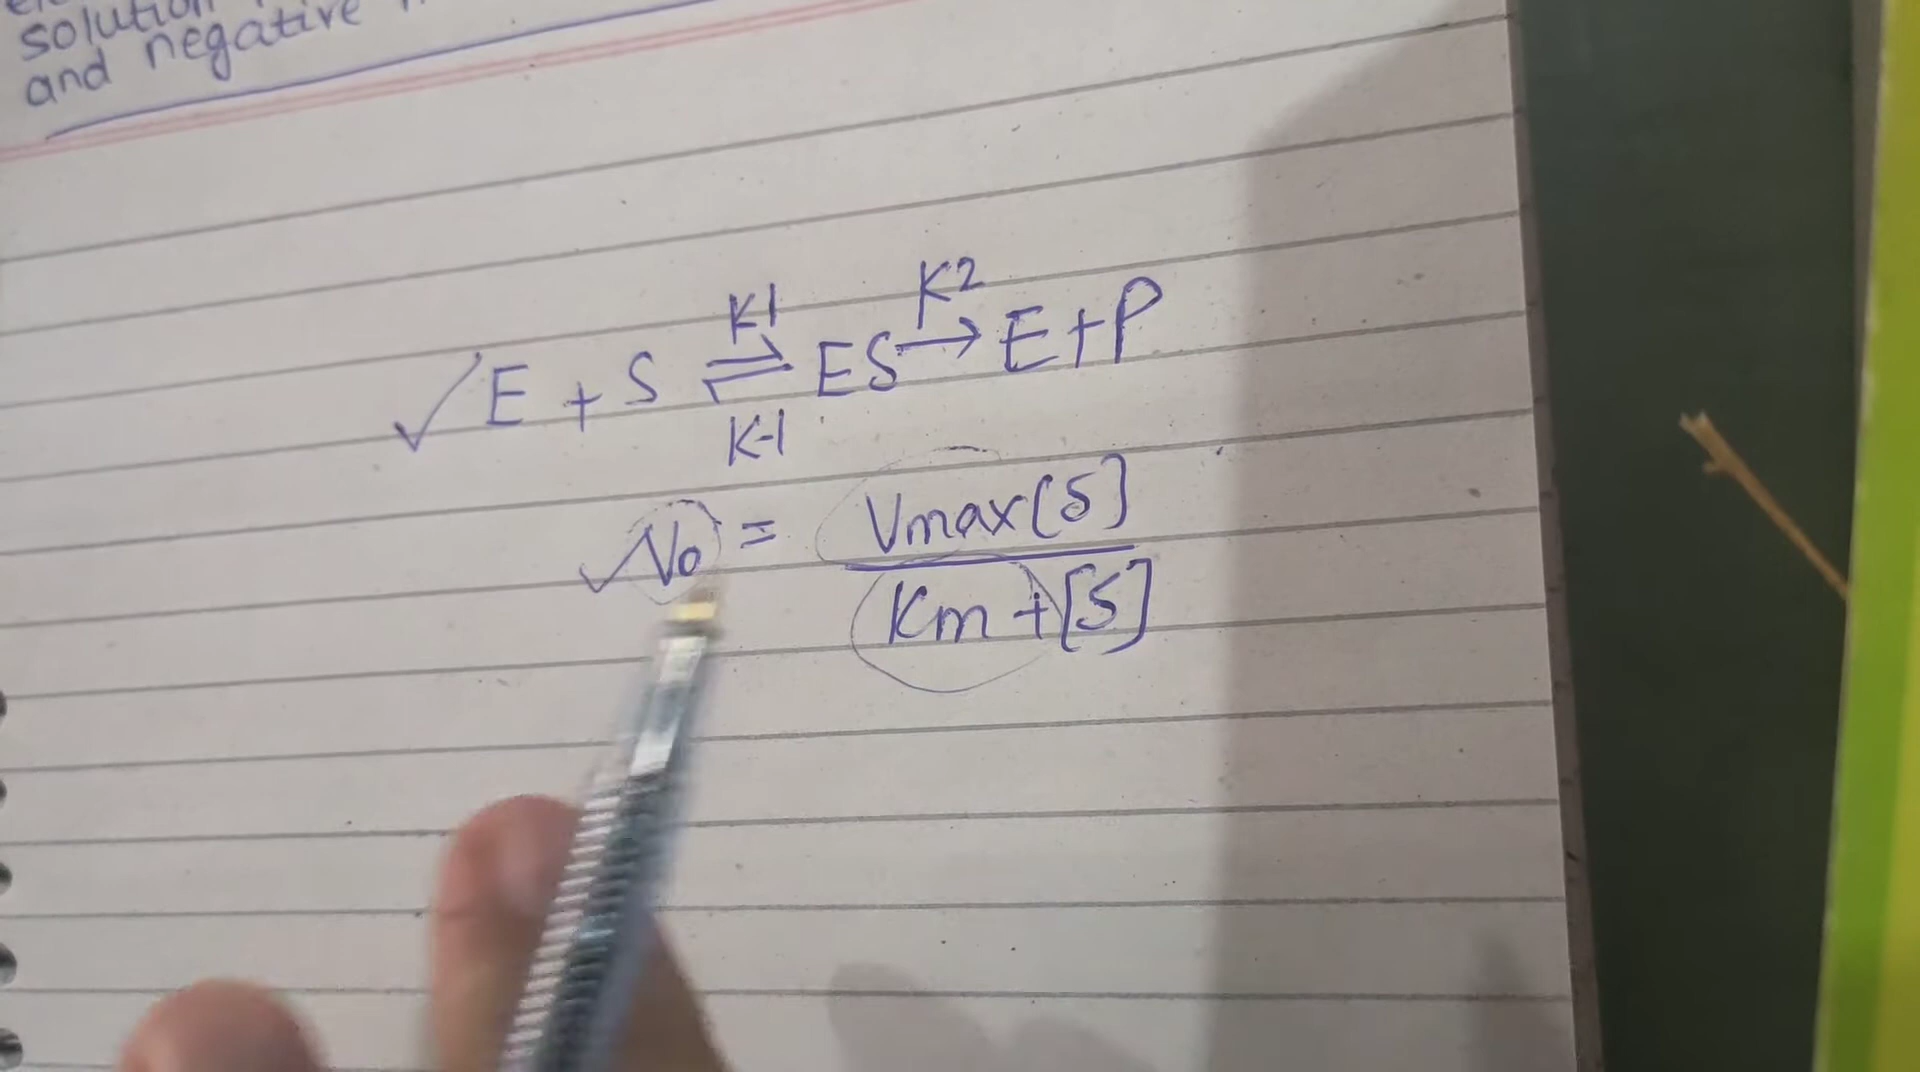 solution
and negative
E + S ⇌ ES → E+P
K1
K-1
K2
Vo = Vmax[S]
Km + [S]